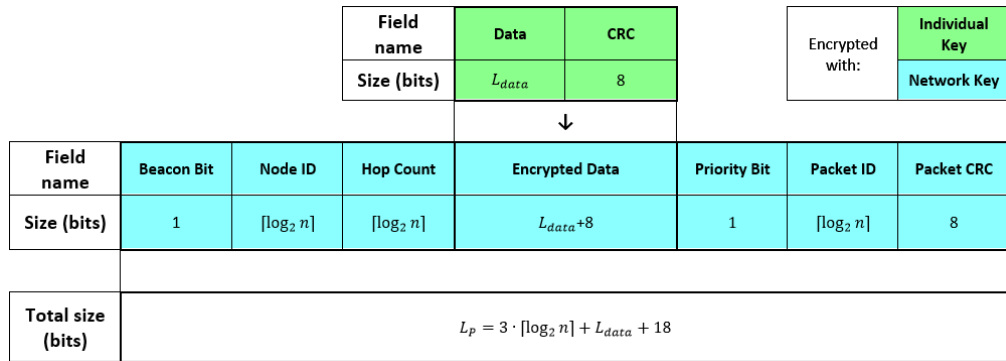 Field name Data CRC
Size (bits) L_data 8
Encrypted with: Individual Key
Network Key
↓
Field name Beacon Bit Node ID Hop Count Encrypted Data Priority Bit Packet ID Packet CRC
Size (bits) 1 ⌈log₂ n⌉ ⌈log₂ n⌉ L_data+8 1 ⌈log₂ n⌉ 8
Total size (bits) L_P = 3 · ⌈log₂ n⌉ + L_data + 18